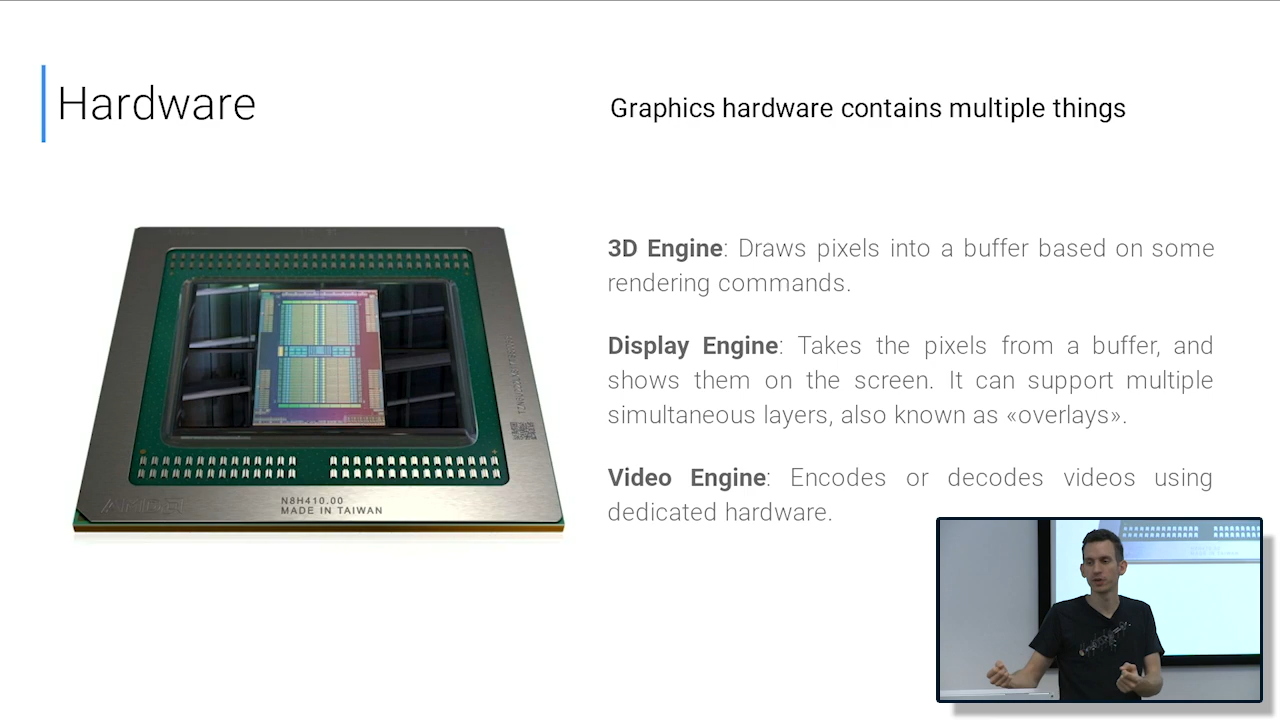 Hardware
Graphics hardware contains multiple things
3D Engine: Draws pixels into a buffer based on some
rendering commands.
Display Engine: Takes the pixels from a buffer, and
shows them on the screen. It can support multiple
simultaneous layers, also known as «overlays».
Video Engine: Encodes or decodes videos using
dedicated hardware.
AMD
N8H410.00
MADE IN TAIWAN